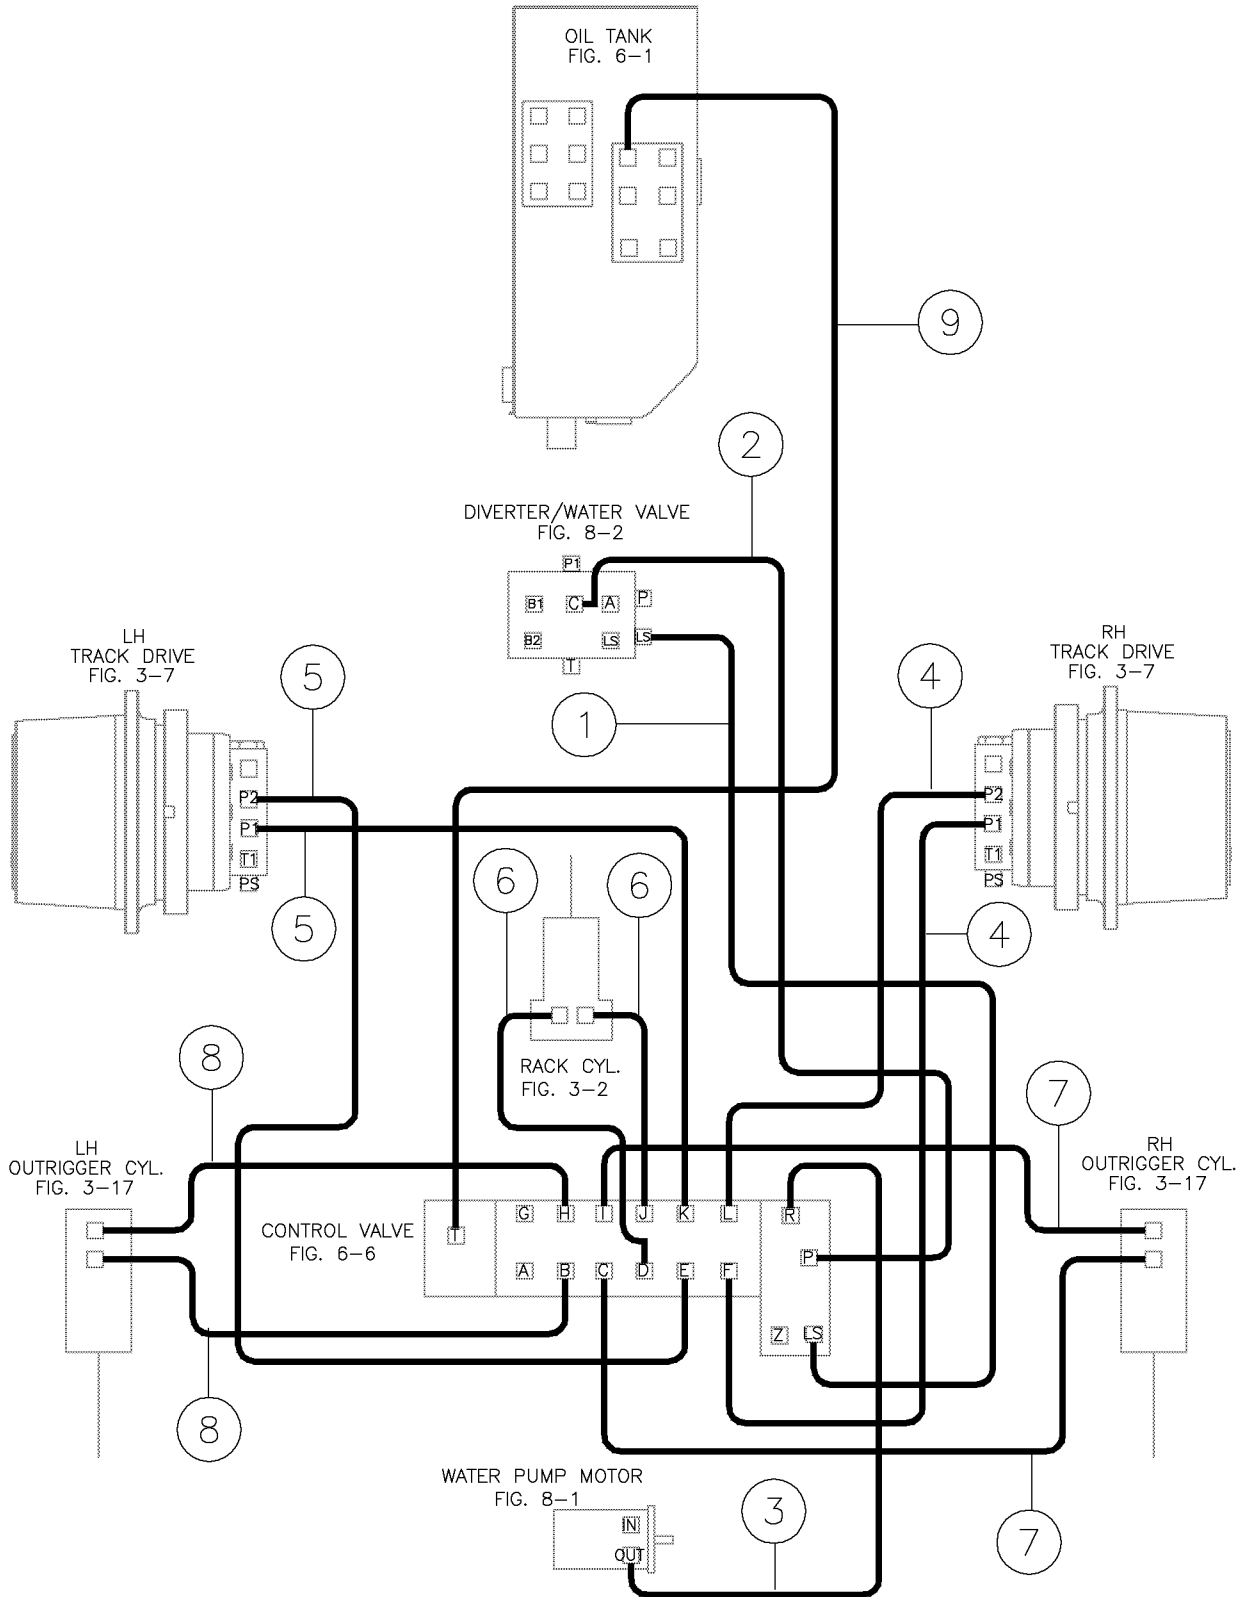 OIL TANK
FIG. 6-1
9
2
DIVERTER/WATER VALVE
FIG. 8-2
P1
B1 C A P
B2 LS LS
T
LH
TRACK DRIVE
FIG. 3-7
5
1
4
RH
TRACK DRIVE
FIG. 3-7
P2
P1
T1
PS
P2
P1
T1
PS
5
6
6
4
RACK CYL.
FIG. 3-2
8
7
LH
OUTRIGGER CYL.
FIG. 3-17
RH
OUTRIGGER CYL.
FIG. 3-17
CONTROL VALVE
FIG. 6-6
T
G H I J K L R
P
A B C D E F
Z LS
8
7
WATER PUMP MOTOR
FIG. 8-1
IN
OUT
3